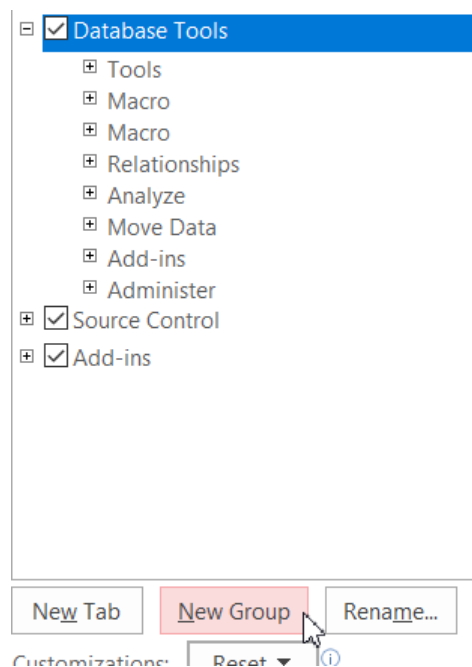 Database Tools
Tools
Macro
Macro
Relationships
Analyze
Move Data
Add-ins
Administer
Source Control
Add-ins
New Tab New Group Rename...
Customizations: Reset